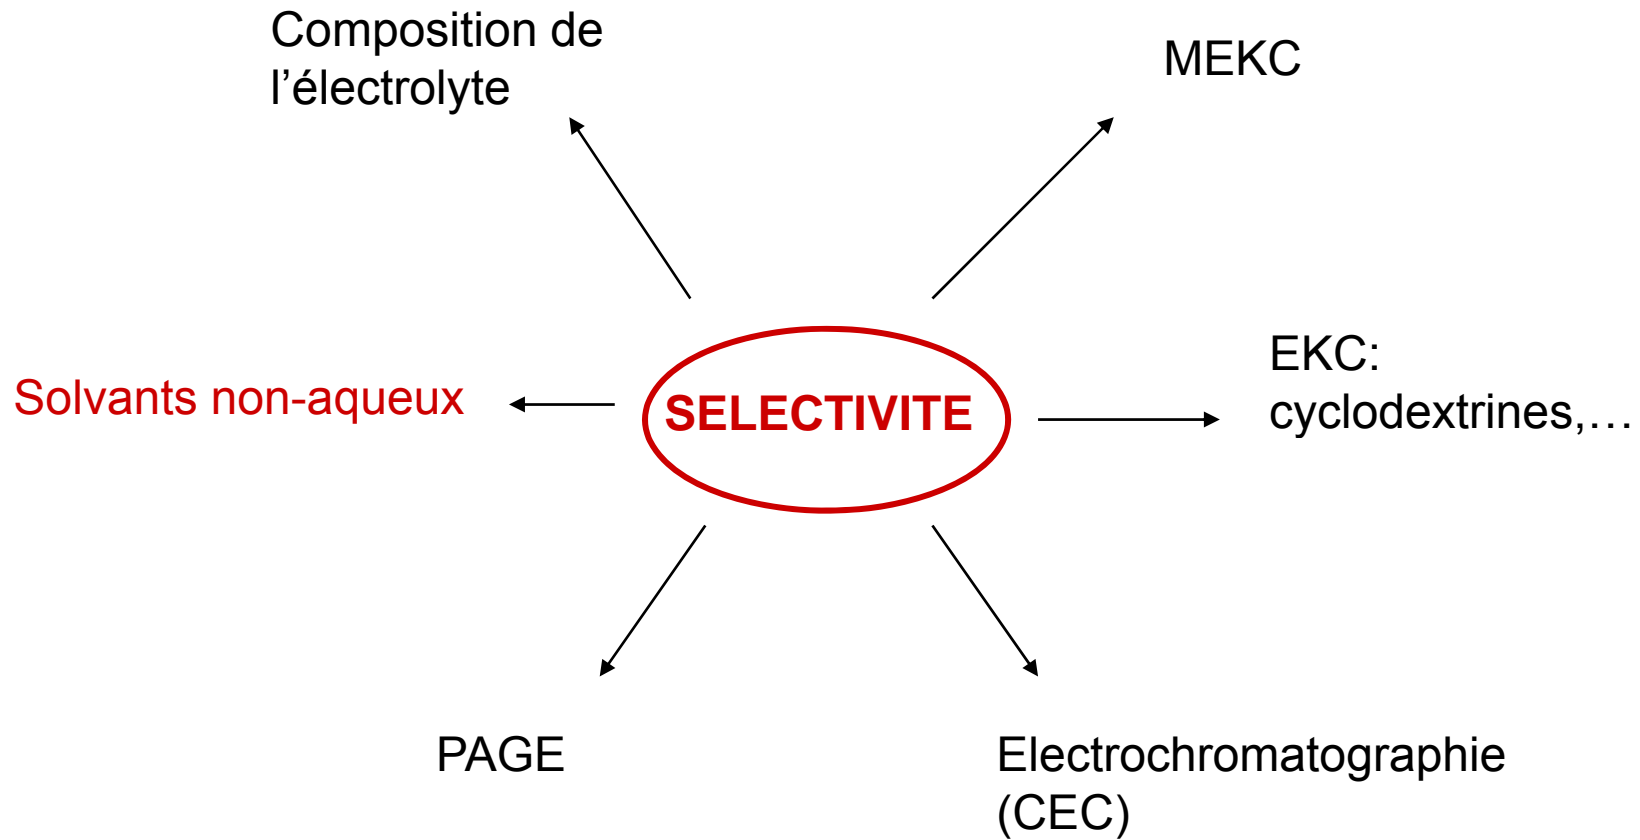 Composition de
l’électrolyte
MEKC
Solvants non-aqueux
SELECTIVITE
EKC:
cyclodextrines,…
PAGE
Electrochromatographie
(CEC)